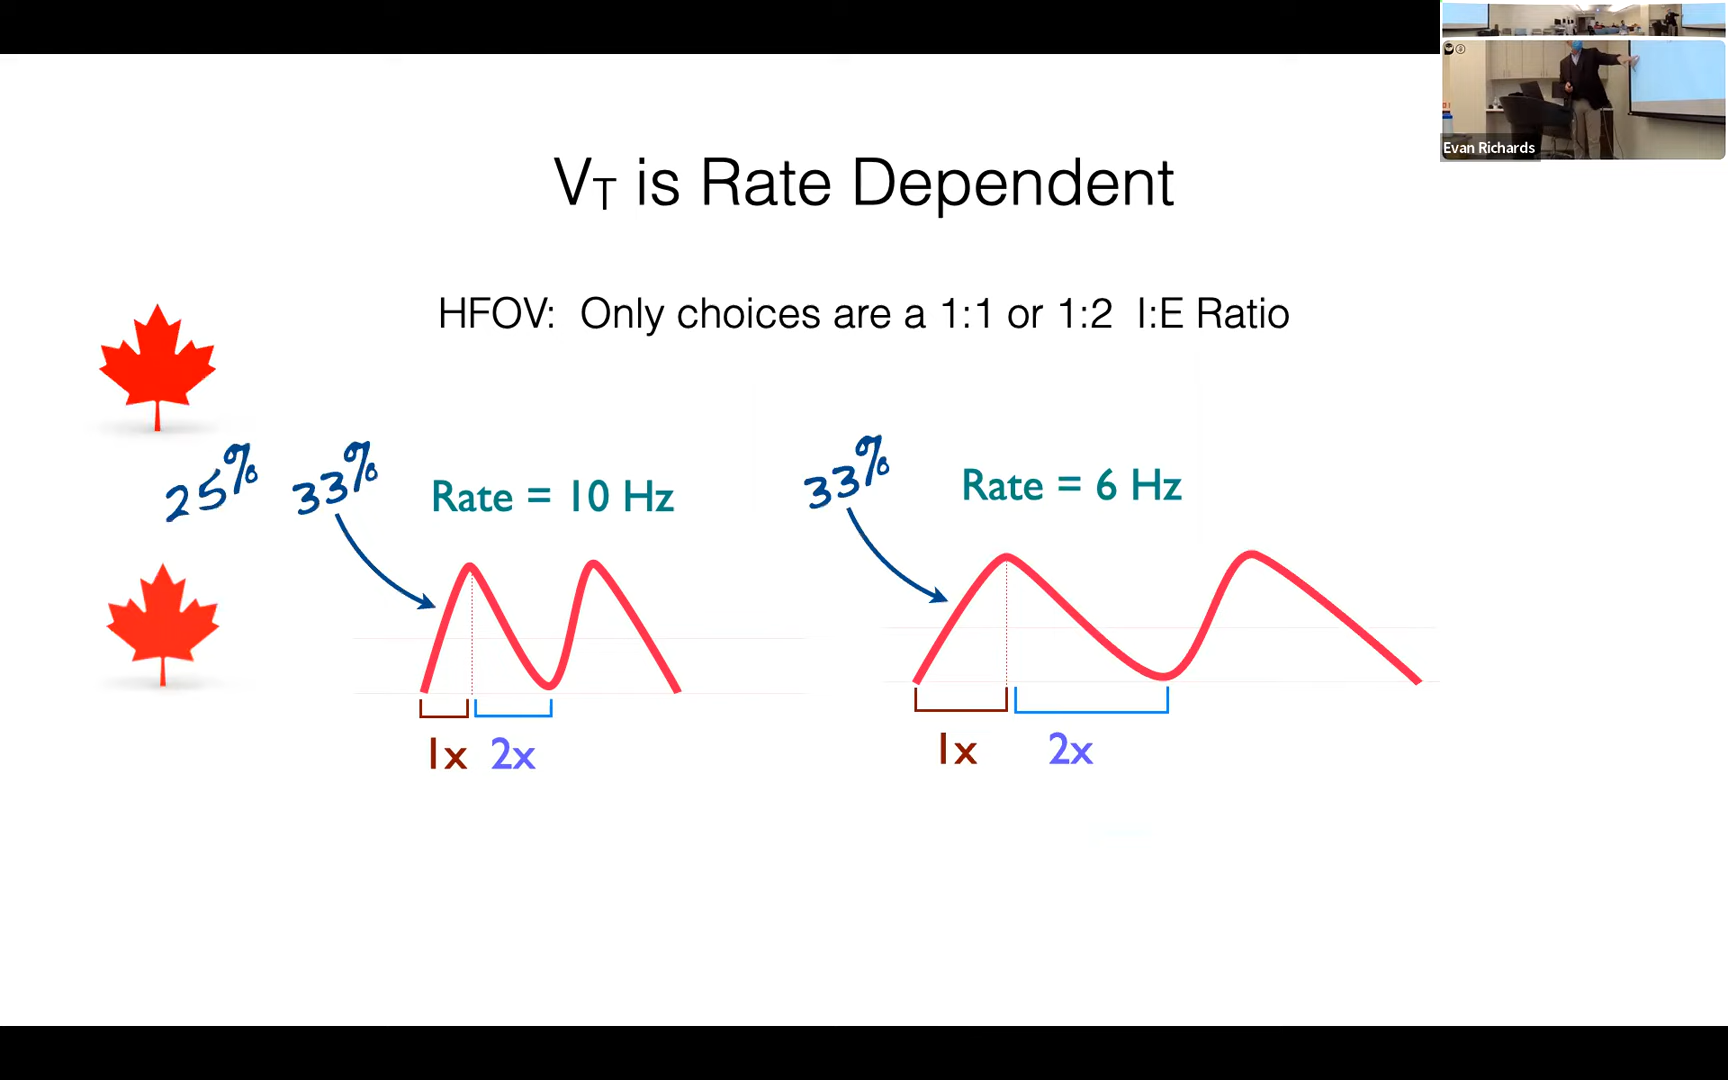 Evan Richards
VT is Rate Dependent
HFOV: Only choices are a 1:1 or 1:2 I:E Ratio
25% 33% Rate = 10 Hz
33% Rate = 6 Hz
1x 2x
1x 2x